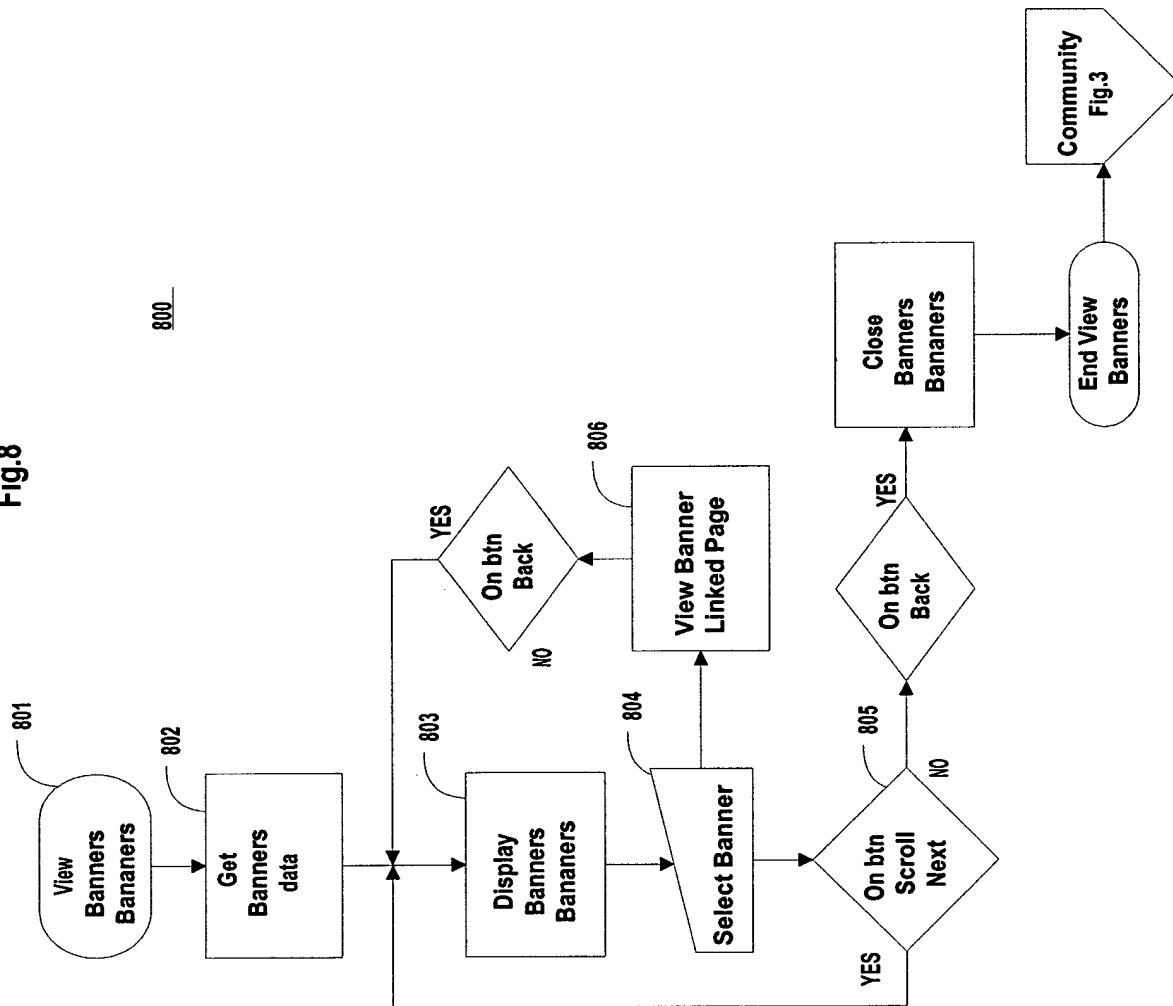 Fig.8
800
801
View
Banners
Bananers
802
Get
Banners
data
803
Display
Banners
Bananers
804
Select Banner
805
On btn
Scroll
Next
YES
NO
806
View Banner
Linked Page
On btn
Back
YES
NO
On btn
Back
YES
Close
Banners
Bananers
End View
Banners
Community
Fig.3